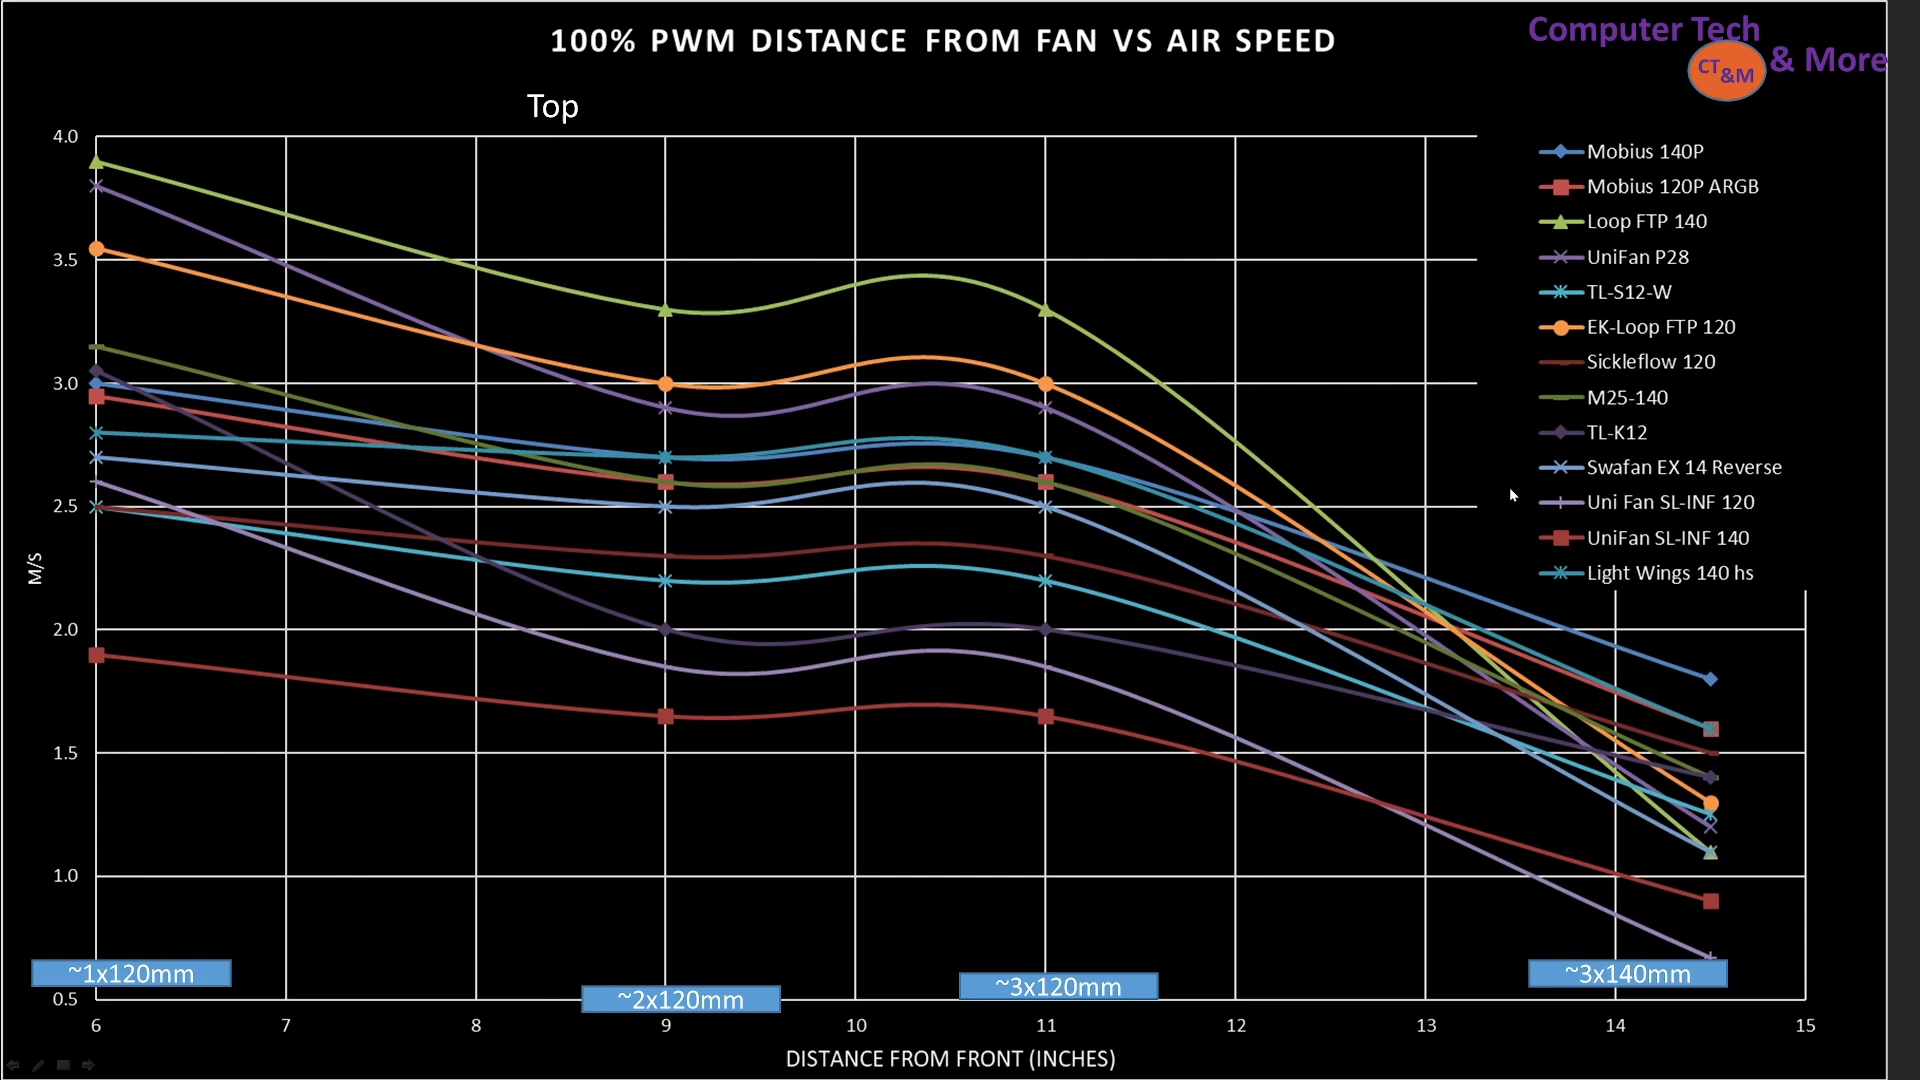 100% PWM DISTANCE FROM FAN VS AIR SPEED
Computer Tech
& More
CT
&M
Top
4.0
3.5
3.0
2.5
2.0
1.5
1.0
0.5
M/S
Mobius 140P
Mobius 120P ARGB
Loop FTP 140
UniFan P28
TL-S12-W
EK-Loop FTP 120
Sickleflow 120
M25-140
TL-K12
Swafan EX 14 Reverse
Uni Fan SL-INF 120
UniFan SL-INF 140
Light Wings 140 hs
~1x120mm
~2x120mm
~3x120mm
~3x140mm
6 7 8 9 10 11 12 13 14 15
DISTANCE FROM FRONT (INCHES)